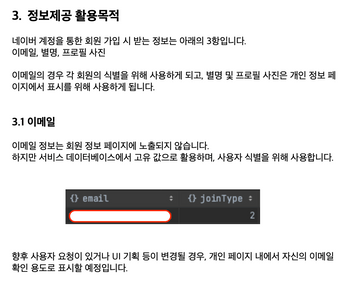 3. 정보제공 활용목적
네이버 계정을 통한 회원 가입 시 받는 정보는 아래의 3항입니다.
이메일, 별명, 프로필 사진
이메일의 경우 각 회원의 식별을 위해 사용하게 되고, 별명 및 프로필 사진은 개인 정보 페
이지에서 표시를 위해 사용하게 됩니다.
3.1 이메일
이메일 정보는 회원 정보 페이지에 노출되지 않습니다.
하지만 서비스 데이터베이스에서 고유 값으로 활용하며, 사용자 식별을 위해 사용합니다.
{} email {} joinType
2
향후 사용자 요청이 있거나 UI 기획 등이 변경될 경우, 개인 페이지 내에서 자신의 이메일
확인 용도로 표시할 예정입니다.